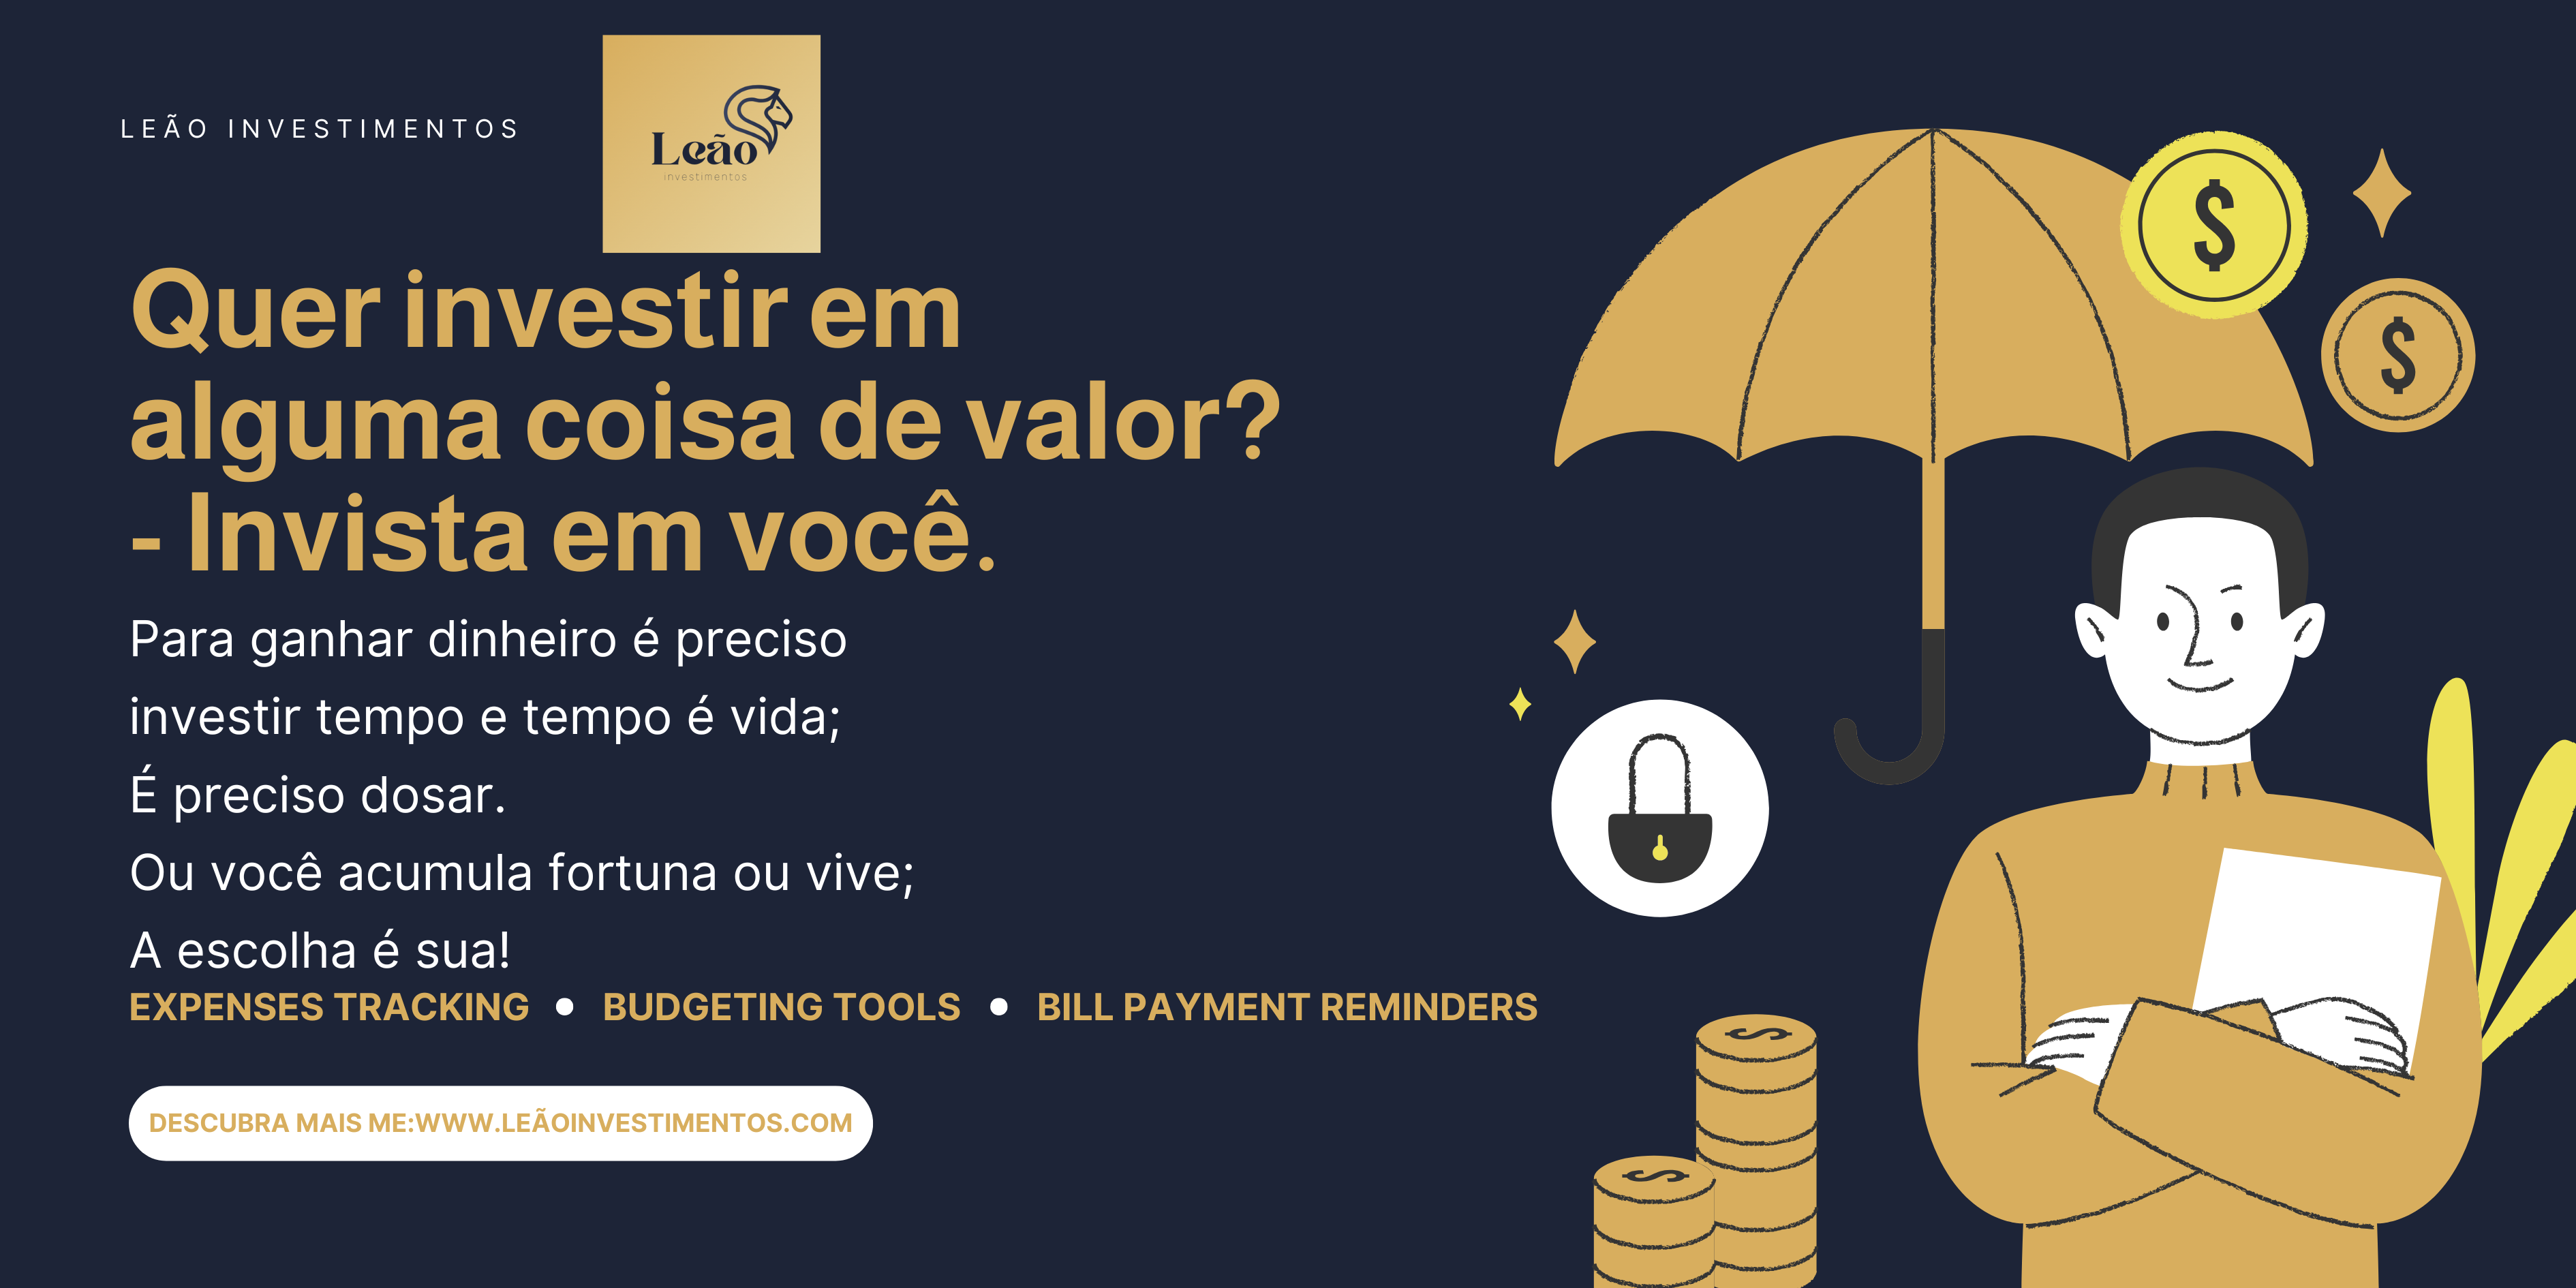 LEÃO INVESTIMENTOS
Leão
investimentos
Quer investir em
alguma coisa de valor?
- Invista em você.
Para ganhar dinheiro é preciso
investir tempo e tempo é vida;
É preciso dosar.
Ou você acumula fortuna ou vive;
A escolha é sua!
EXPENSES TRACKING • BUDGETING TOOLS • BILL PAYMENT REMINDERS
DESCUBRA MAIS ME:WWW.LEÃOINVESTIMENTOS.COM
$
$
$
$